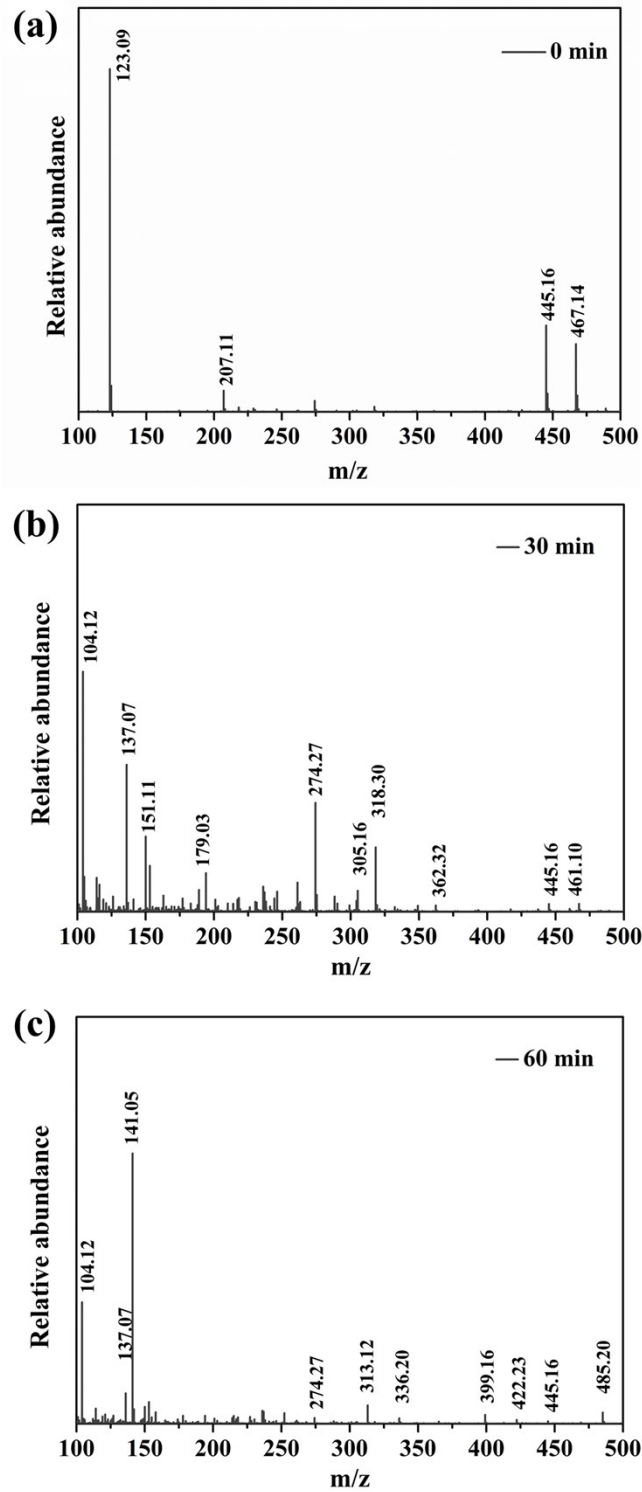 (a)
0 min
Relative abundance
123.09
207.11
445.16
467.14
100 150 200 250 300 350 400 450 500
m/z
(b)
30 min
Relative abundance
104.12
137.07
151.11
179.03
274.27
305.16
318.30
362.32
445.16
461.10
100 150 200 250 300 350 400 450 500
m/z
(c)
60 min
Relative abundance
104.12
137.07
141.05
274.27
313.12
336.20
399.16
422.23
445.16
485.20
100 150 200 250 300 350 400 450 500
m/z